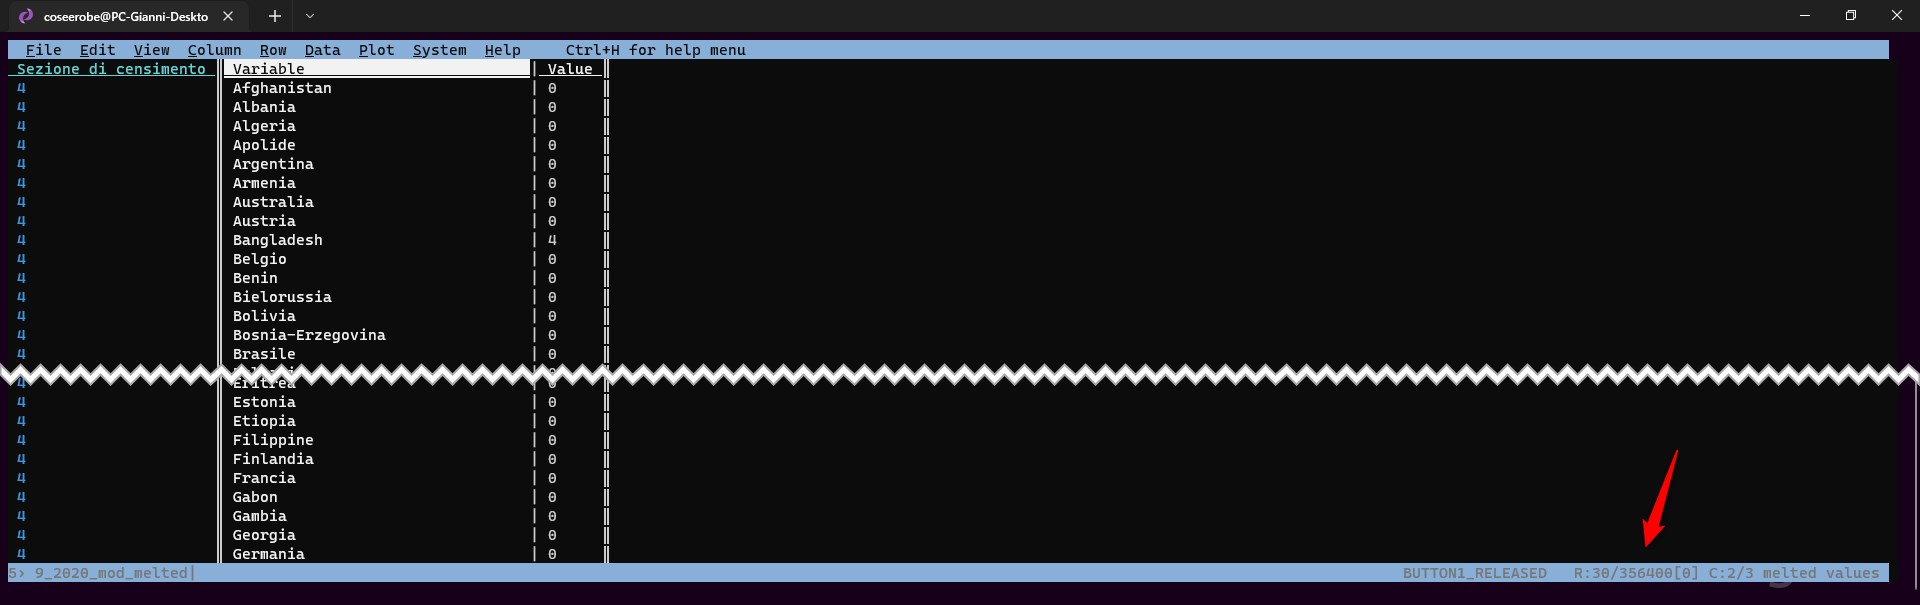 coseerobe@PC-Gianni-Deskto
File Edit View Column Row Data Plot System Help Ctrl+H for help menu
Sezione di censimento ‖ Variable | Value ‖
4 ‖ Afghanistan | 0 ‖
4 ‖ Albania | 0 ‖
4 ‖ Algeria | 0 ‖
4 ‖ Apolide | 0 ‖
4 ‖ Argentina | 0 ‖
4 ‖ Armenia | 0 ‖
4 ‖ Australia | 0 ‖
4 ‖ Austria | 0 ‖
4 ‖ Bangladesh | 4 ‖
4 ‖ Belgio | 0 ‖
4 ‖ Benin | 0 ‖
4 ‖ Bielorussia | 0 ‖
4 ‖ Bolivia | 0 ‖
4 ‖ Bosnia-Erzegovina | 0 ‖
4 ‖ Brasile | 0 ‖
4 ‖ Eritrea | 0 ‖
4 ‖ Estonia | 0 ‖
4 ‖ Etiopia | 0 ‖
4 ‖ Filippine | 0 ‖
4 ‖ Finlandia | 0 ‖
4 ‖ Francia | 0 ‖
4 ‖ Gabon | 0 ‖
4 ‖ Gambia | 0 ‖
4 ‖ Georgia | 0 ‖
4 ‖ Germania | 0 ‖
5› 9_2020_mod_melted| BUTTON1_RELEASED R:30/356400[0] C:2/3 melted values